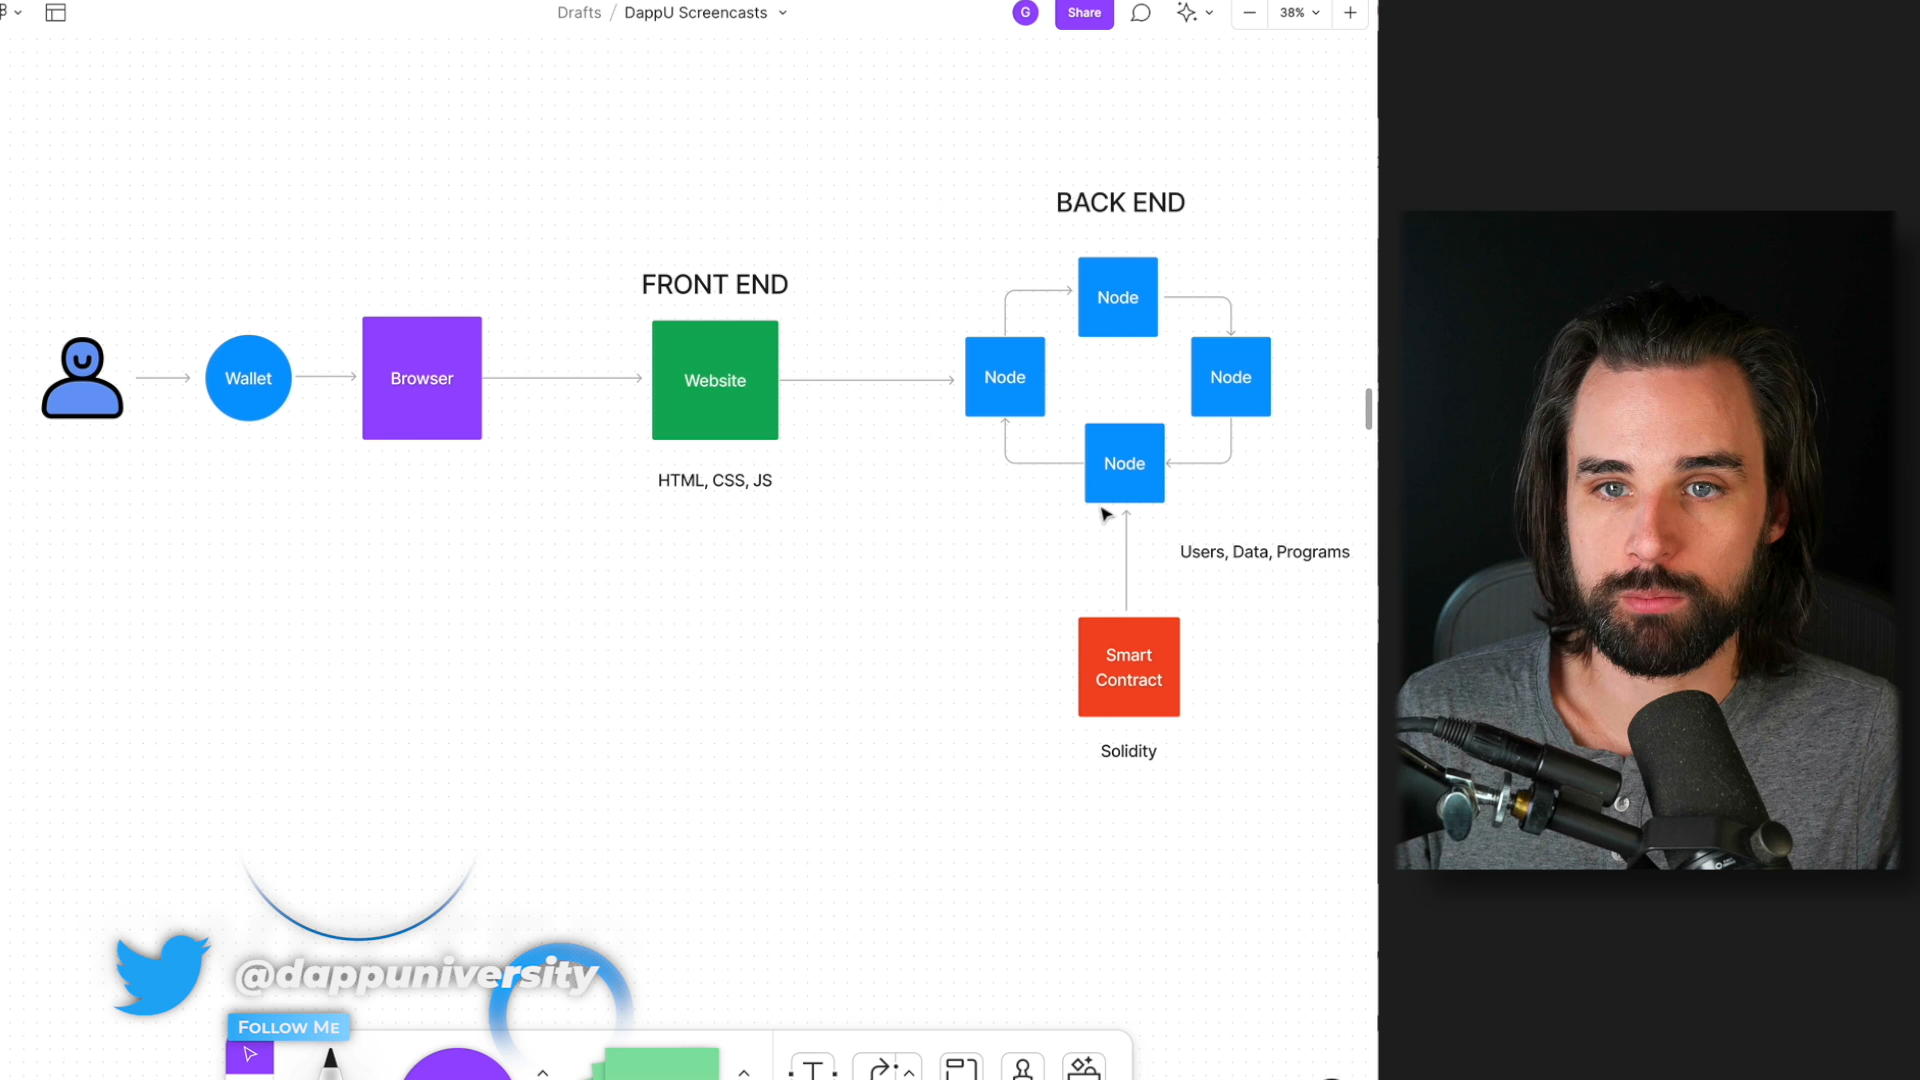 Drafts / DappU Screencasts
G
Share
38%
BACK END
FRONT END
Wallet
Browser
Website
HTML, CSS, JS
Node
Node
Node
Node
Users, Data, Programs
Smart
Contract
Solidity
@dappuniversity
FOLLOW ME
T